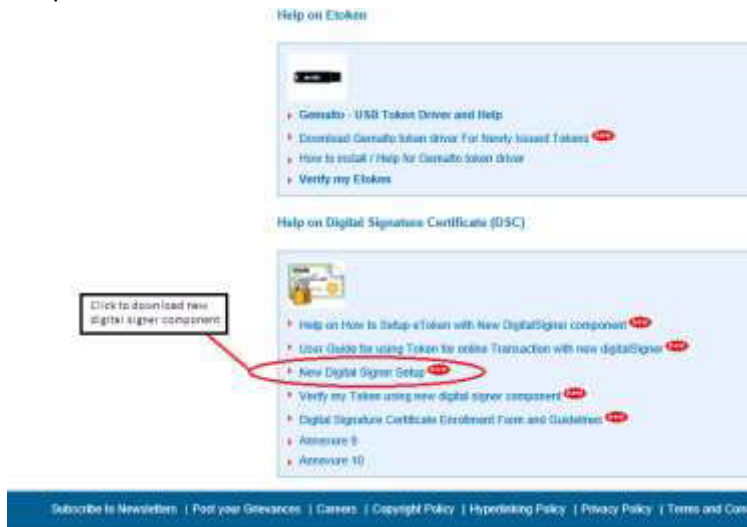 Help on Etoken
Gemalto - USB Token Driver and Help
Download Gemalto token driver For Newly Issued Tokens
How to install / Help for Gemalto token driver
Verify my Etoken
Help on Digital Signature Certificate (DSC)
Click to download new
digital signer component
Help on How to Setup eToken with New DigitalSigner component
User Guide for using Token for online Transaction with new digitalSigner
New Digital Signer Setup
Verify my Token using new digital signer component
Digital Signature Certificate Enrollment Form and Guidelines
Annexure 9
Annexure 10
Subscribe to Newsletters | Post your Grievances | Careers | Copyright Policy | Hyperlinking Policy | Privacy Policy | Terms and Con